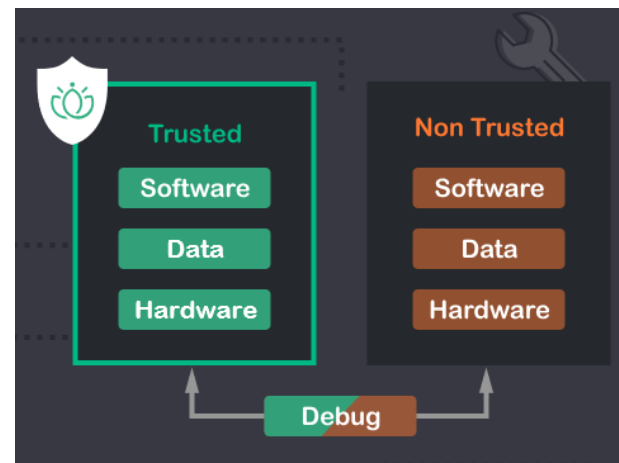 Trusted
Software
Data
Hardware
Non Trusted
Software
Data
Hardware
Debug